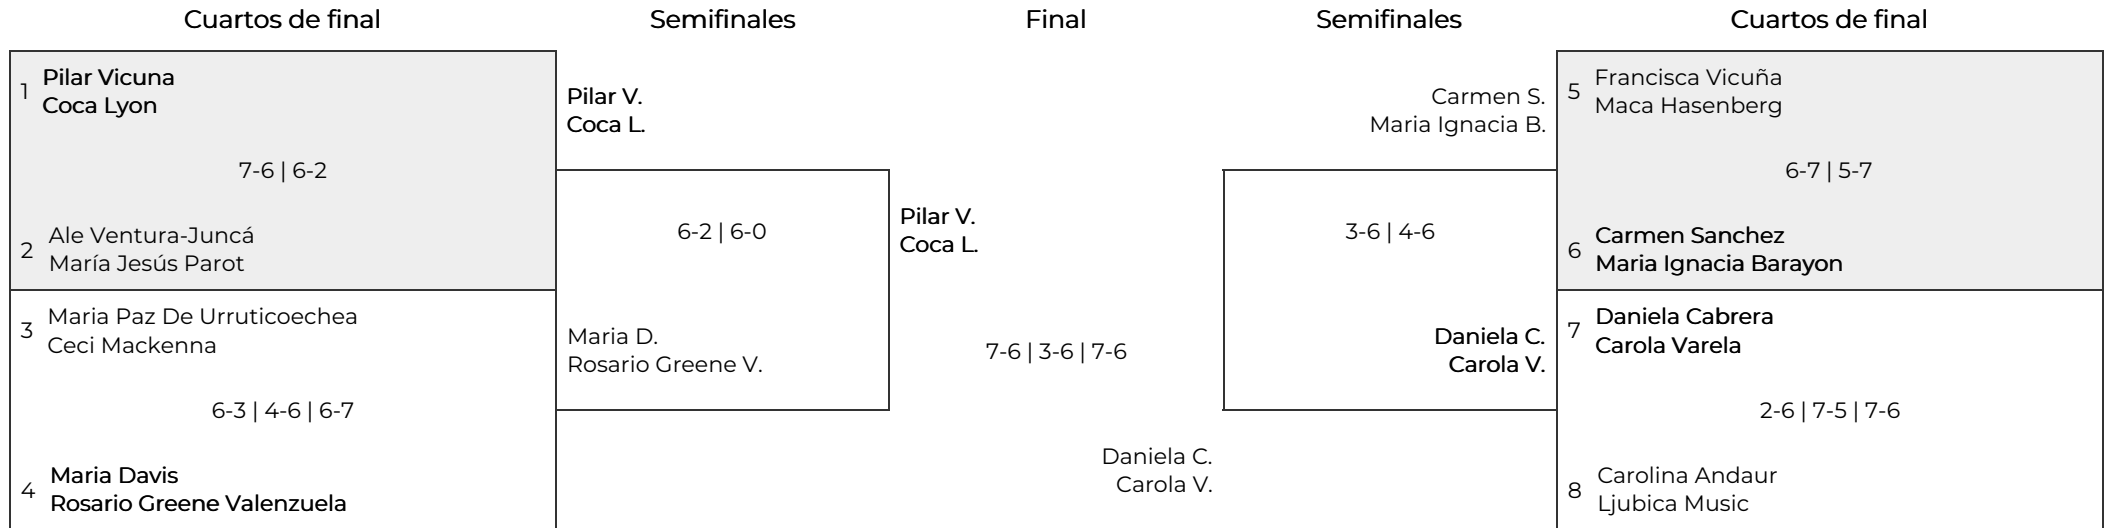 Cuartos de final
Semifinales
Final
Semifinales
Cuartos de final
1
Pilar Vicuna
Coca Lyon
7-6 | 6-2
2
Ale Ventura-Juncá
María Jesús Parot
3
Maria Paz De Urruticoechea
Ceci Mackenna
6-3 | 4-6 | 6-7
4
Maria Davis
Rosario Greene Valenzuela
Pilar V.
Coca L.
6-2 | 6-0
Maria D.
Rosario Greene V.
Pilar V.
Coca L.
7-6 | 3-6 | 7-6
Daniela C.
Carola V.
Carmen S.
Maria Ignacia B.
3-6 | 4-6
Daniela C.
Carola V.
5
Francisca Vicuña
Maca Hasenberg
6-7 | 5-7
6
Carmen Sanchez
Maria Ignacia Barayon
7
Daniela Cabrera
Carola Varela
2-6 | 7-5 | 7-6
8
Carolina Andaur
Ljubica Music